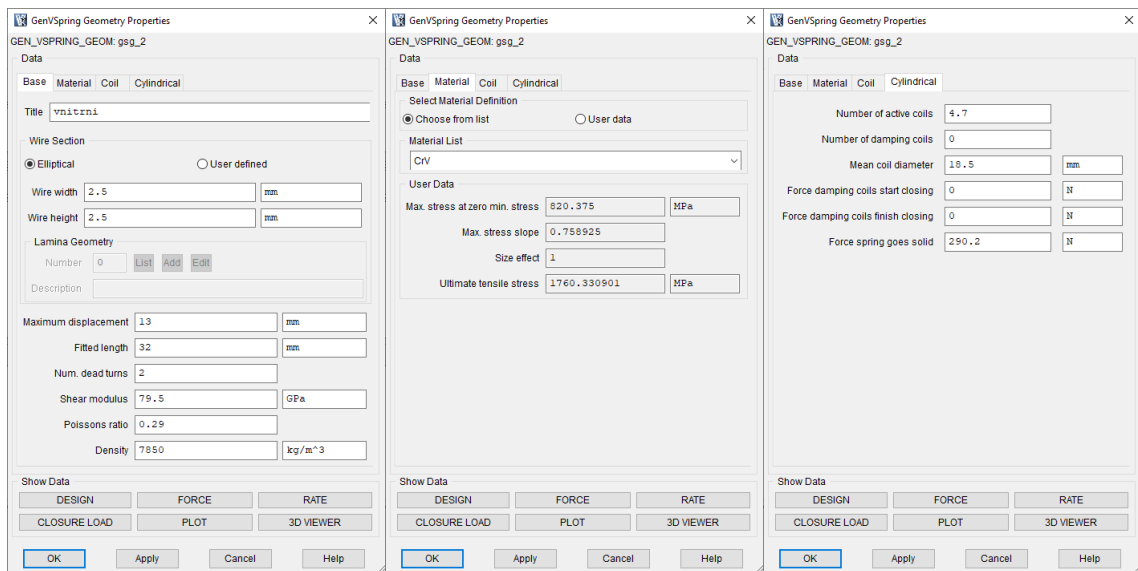 GenVSpring Geometry Properties
GEN_VSPRING_GEOM: gsg_2
Data
Base Material Coil Cylindrical
Title vnitrni
Wire Section
Elliptical User defined
Wire width 2.5 mm
Wire height 2.5 mm
Lamina Geometry
Number 0 List Add Edit
Description
Maximum displacement 13 mm
Fitted length 32 mm
Num. dead turns 2
Shear modulus 79.5 GPa
Poissons ratio 0.29
Density 7850 kg/m^3
Show Data
DESIGN FORCE RATE
CLOSURE LOAD PLOT 3D VIEWER
OK Apply Cancel Help
GenVSpring Geometry Properties
GEN_VSPRING_GEOM: gsg_2
Data
Base Material Coil Cylindrical
Select Material Definition
Choose from list User data
Material List
CrV
User Data
Max. stress at zero min. stress 820.375 MPa
Max. stress slope 0.758925
Size effect 1
Ultimate tensile stress 1760.330901 MPa
Show Data
DESIGN FORCE RATE
CLOSURE LOAD PLOT 3D VIEWER
OK Apply Cancel Help
GenVSpring Geometry Properties
GEN_VSPRING_GEOM: gsg_2
Data
Base Material Coil Cylindrical
Number of active coils 4.7
Number of damping coils 0
Mean coil diameter 18.5 mm
Force damping coils start closing 0 N
Force damping coils finish closing 0 N
Force spring goes solid 290.2 N
Show Data
DESIGN FORCE RATE
CLOSURE LOAD PLOT 3D VIEWER
OK Apply Cancel Help